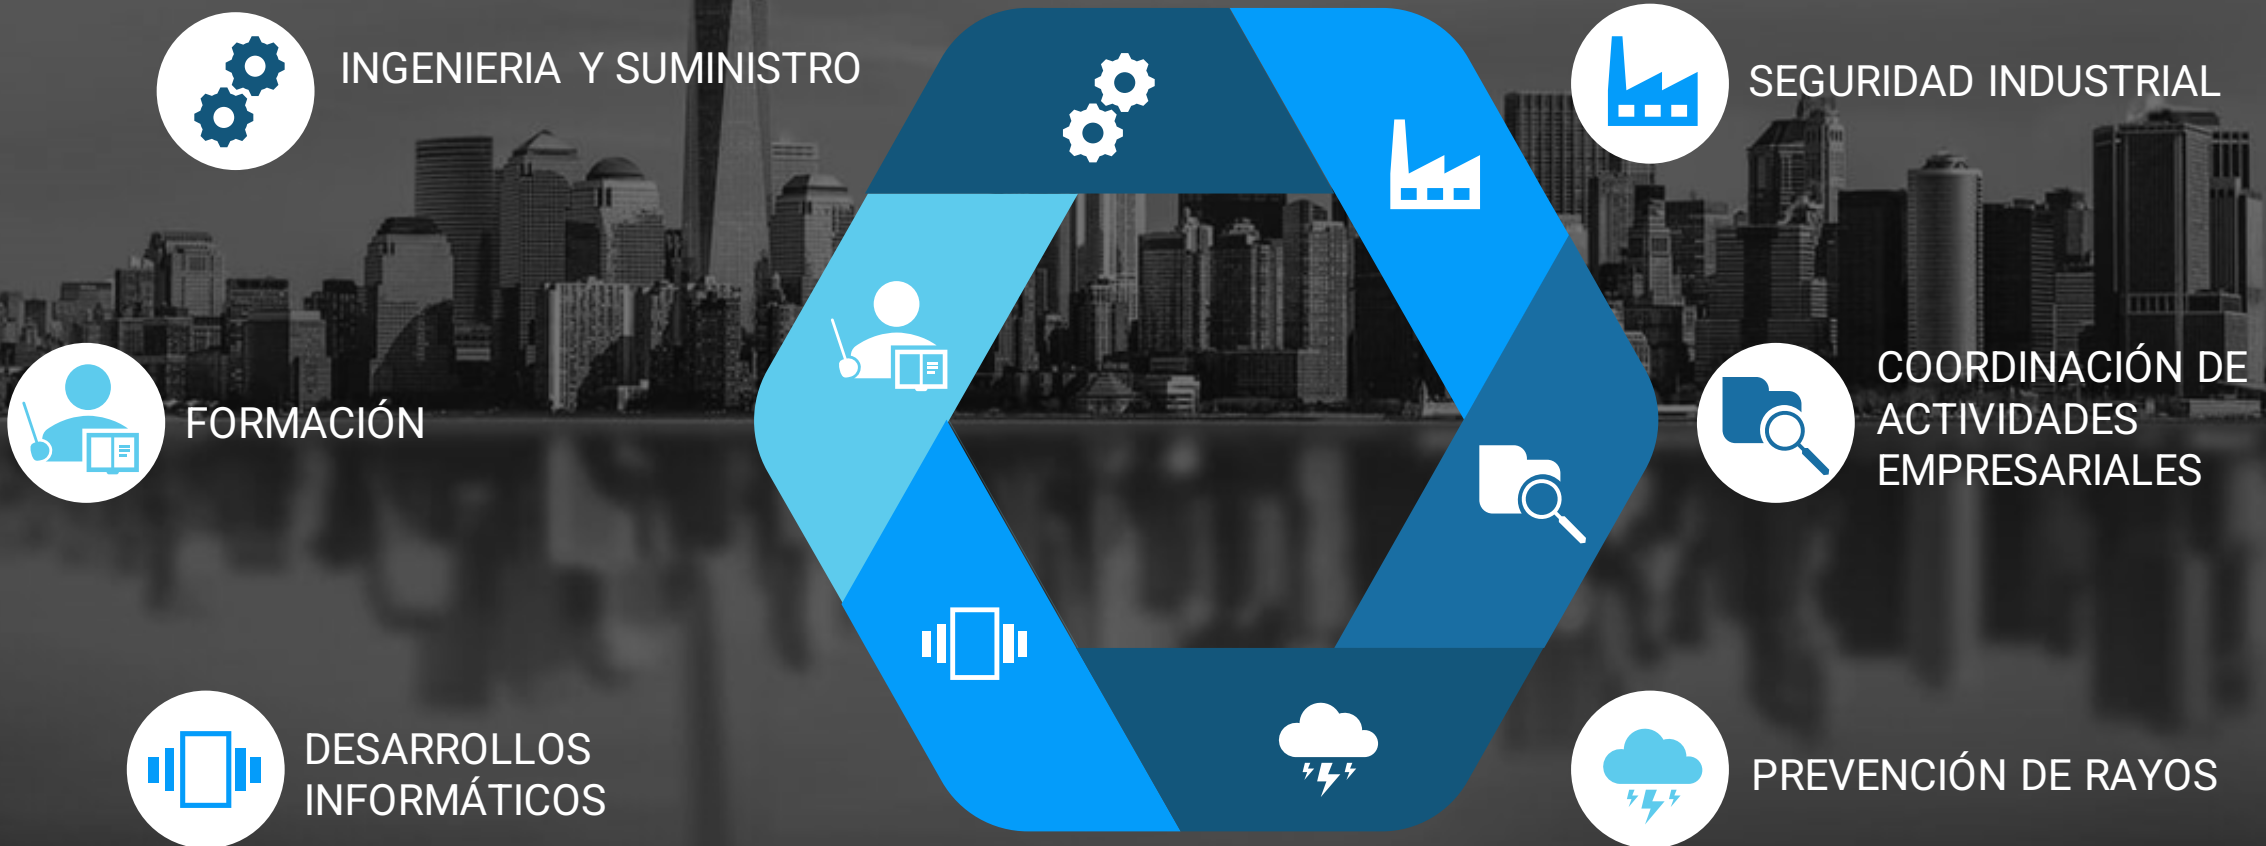 INGENIERIA Y SUMINISTRO
SEGURIDAD INDUSTRIAL
FORMACIÓN
COORDINACIÓN DE
ACTIVIDADES
EMPRESARIALES
DESARROLLOS
INFORMÁTICOS
PREVENCIÓN DE RAYOS